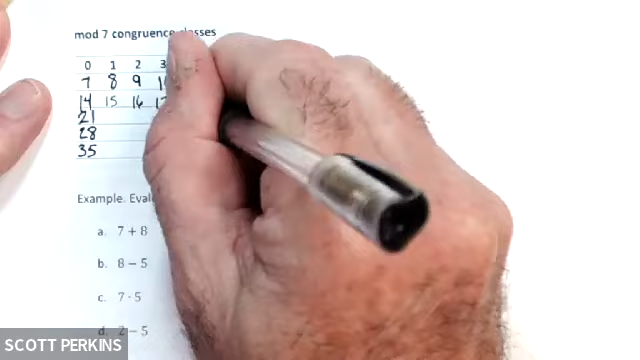 mod 7 congruence classes
0 1 2 3
7 8 9
14 15 16
21
28
35
Example.
a. 7 + 8
b. 8 − 5
c. 7 · 5
d. 2 − 5
SCOTT PERKINS